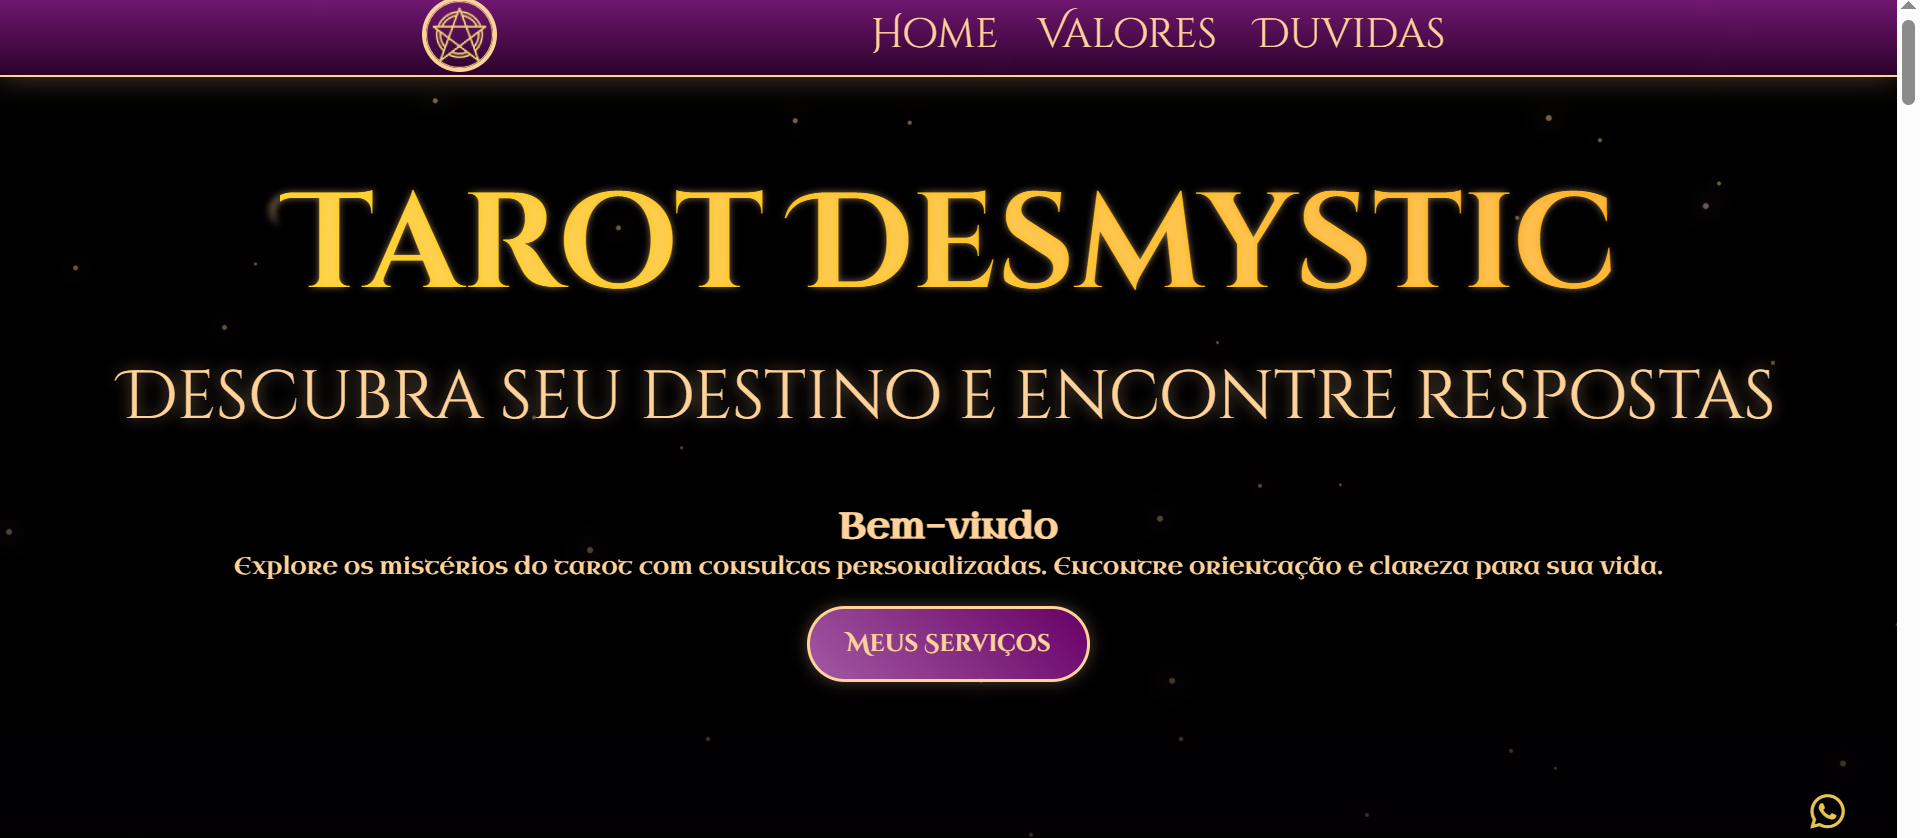 Home Valores Duvidas
Tarot Desmystic
Descubra seu destino e encontre respostas
Bem-vindo
Explore os mistérios do tarot com consultas personalizadas. Encontre orientação e clareza para sua vida.
Meus Serviços